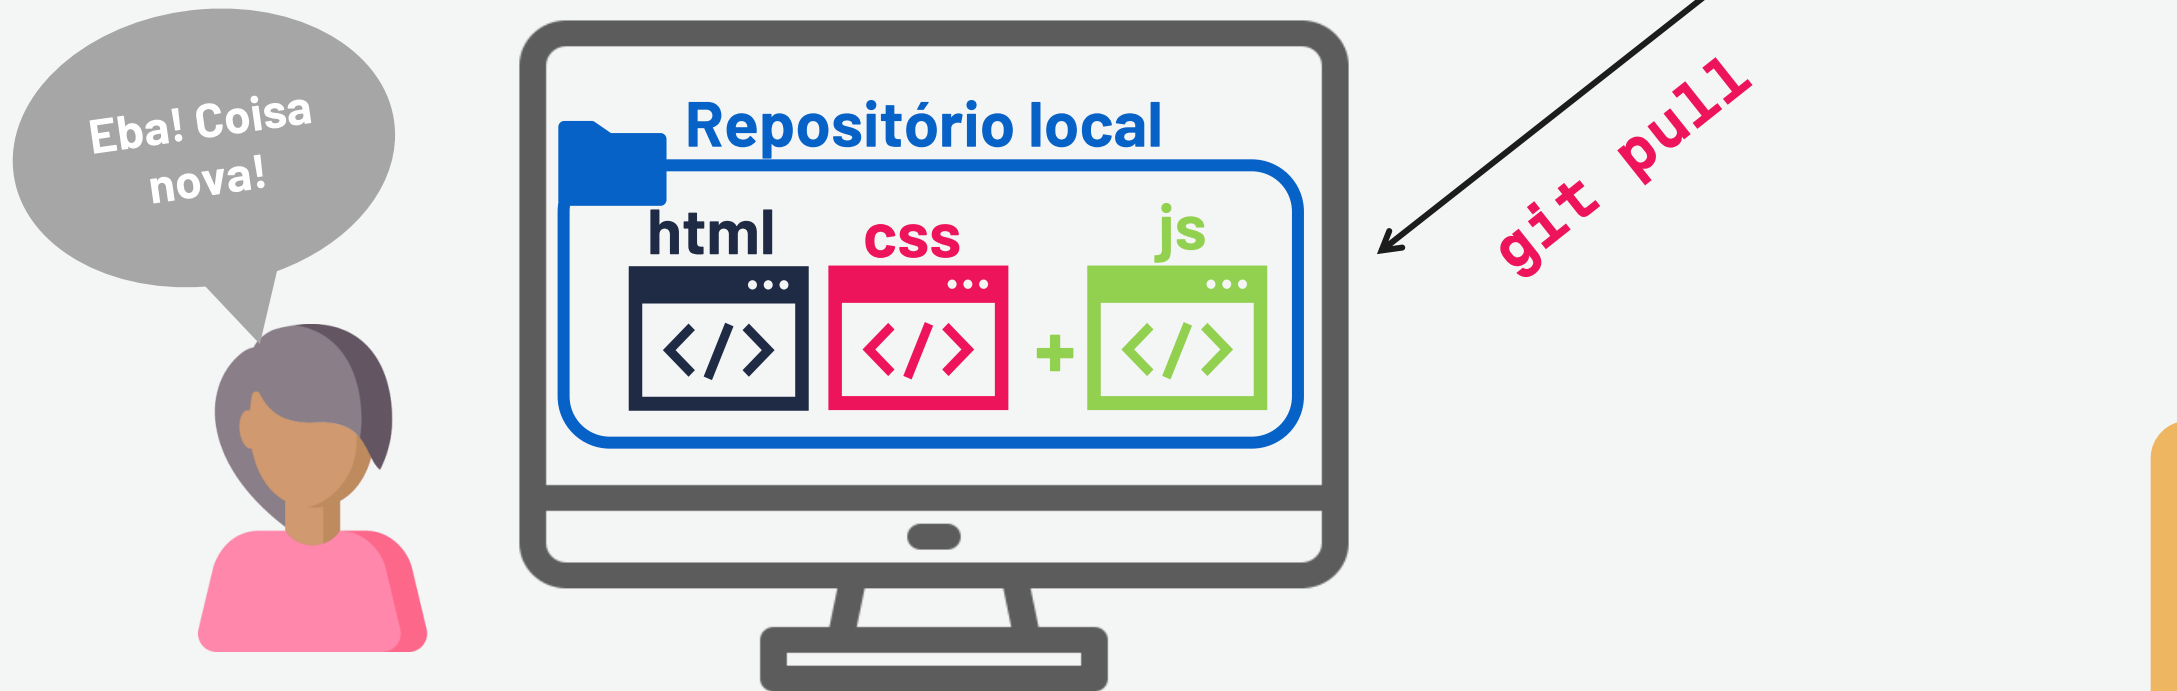 Eba! Coisa
nova!
Repositório local
html
css
js
+
git pull